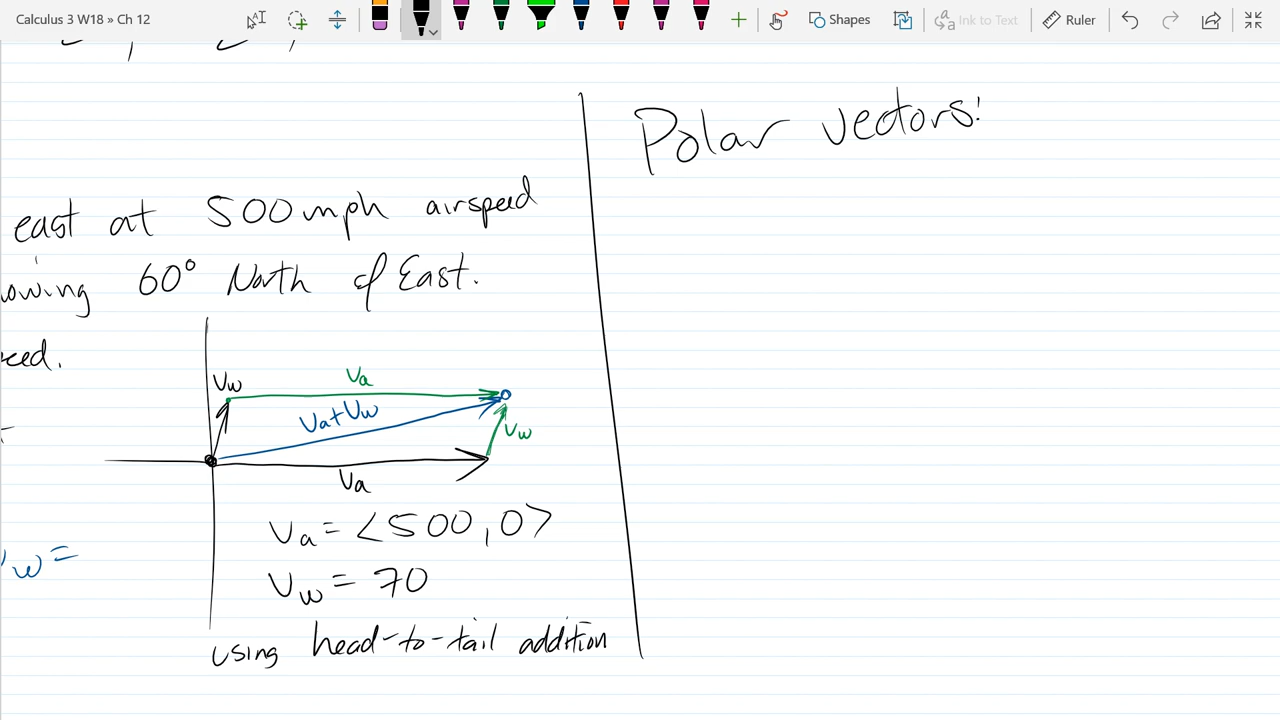 Calculus 3 W18 » Ch 12
Shapes
Ink to Text
Ruler
east at 500mph airspeed
owing 60° North of East.
eed.
Vw
Va
Va+Vw
Vw
Va
Va = <500, 0>
w =
Vw = 70
using head-to-tail addition
Polar vectors: